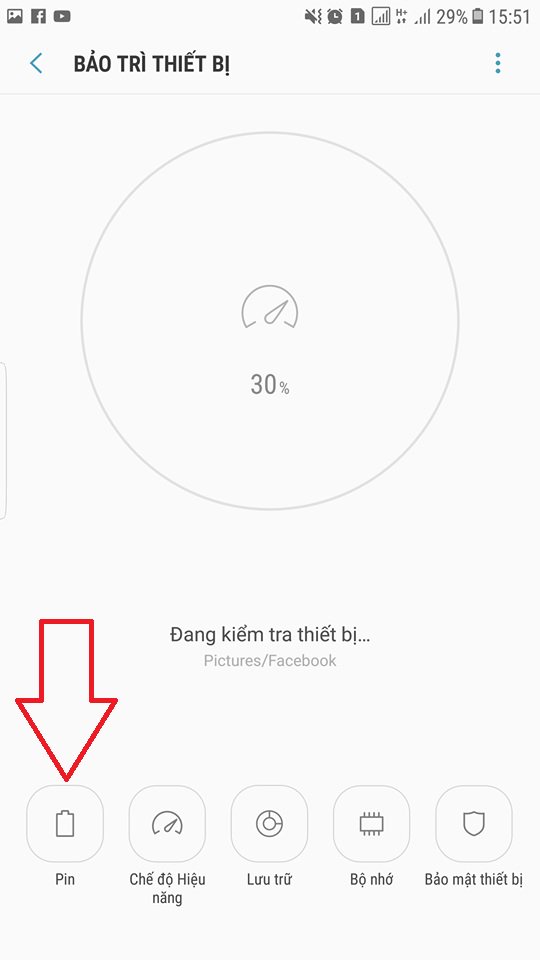 29% 15:51
BẢO TRÌ THIẾT BỊ
30%
Đang kiểm tra thiết bị...
Pictures/Facebook
Pin
Chế độ Hiệu năng
Lưu trữ
Bộ nhớ
Bảo mật thiết bị